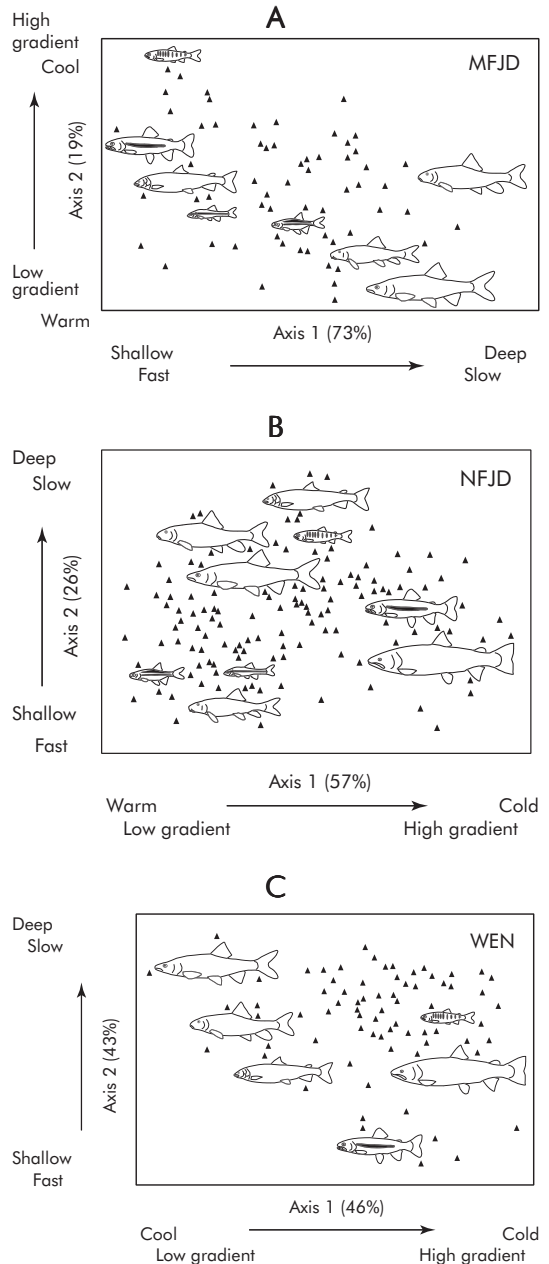 A
High
gradient
Cool
MFJD
Axis 2 (19%)
Low
gradient
Warm
Axis 1 (73%)
Shallow
Fast
Deep
Slow
B
Deep
Slow
NFJD
Axis 2 (26%)
Shallow
Fast
Axis 1 (57%)
Warm
Low gradient
Cold
High gradient
C
Deep
Slow
WEN
Axis 2 (43%)
Shallow
Fast
Axis 1 (46%)
Cool
Low gradient
Cold
High gradient